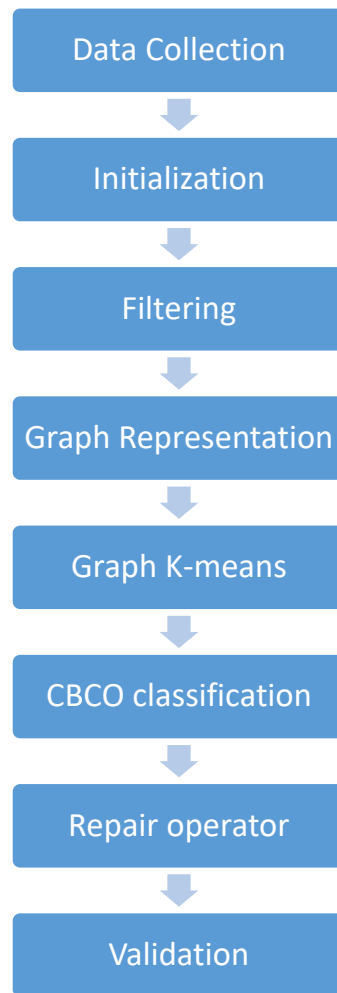 Data Collection
Initialization
Filtering
Graph Representation
Graph K-means
CBCO classification
Repair operator
Validation